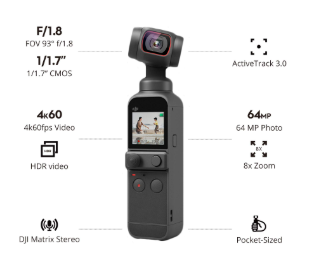 F/1.8
FOV 93° f/1.8
1/1.7”
1/1.7” CMOS
ActiveTrack 3.0
4K60
4k60fps Video
64MP
64 MP Photo
HDR video
8X
8x Zoom
DJI Matrix Stereo
Pocket-Sized